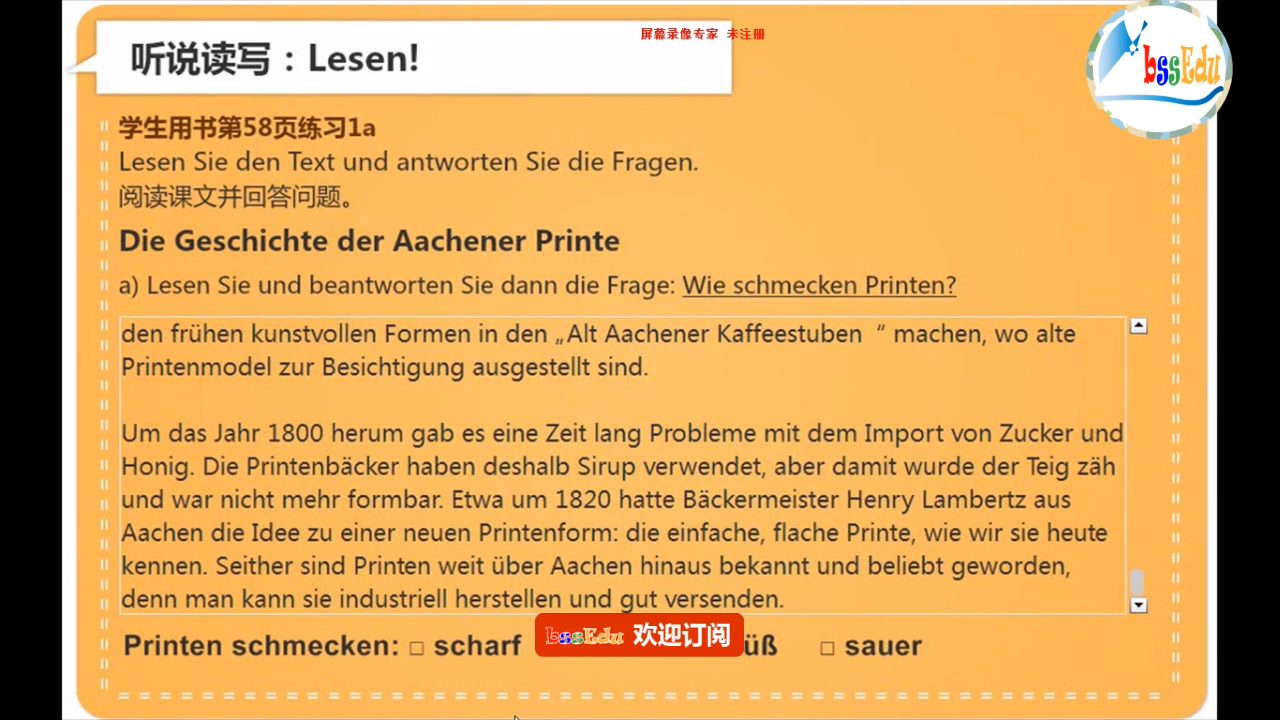 屏幕录像专家 未注册
bssEdu
听说读写：Lesen!
学生用书第58页练习1a
Lesen Sie den Text und antworten Sie die Fragen.
阅读课文并回答问题。
Die Geschichte der Aachener Printe
a) Lesen Sie und beantworten Sie dann die Frage: Wie schmecken Printen?
den frühen kunstvollen Formen in den „Alt Aachener Kaffeestuben “ machen, wo alte
Printenmodel zur Besichtigung ausgestellt sind.
Um das Jahr 1800 herum gab es eine Zeit lang Probleme mit dem Import von Zucker und
Honig. Die Printenbäcker haben deshalb Sirup verwendet, aber damit wurde der Teig zäh
und war nicht mehr formbar. Etwa um 1820 hatte Bäckermeister Henry Lambertz aus
Aachen die Idee zu einer neuen Printenform: die einfache, flache Printe, wie wir sie heute
kennen. Seither sind Printen weit über Aachen hinaus bekannt und beliebt geworden,
denn man kann sie industriell herstellen und gut versenden.
Printen schmecken: □ scharf üß □ sauer
bssEdu 欢迎订阅